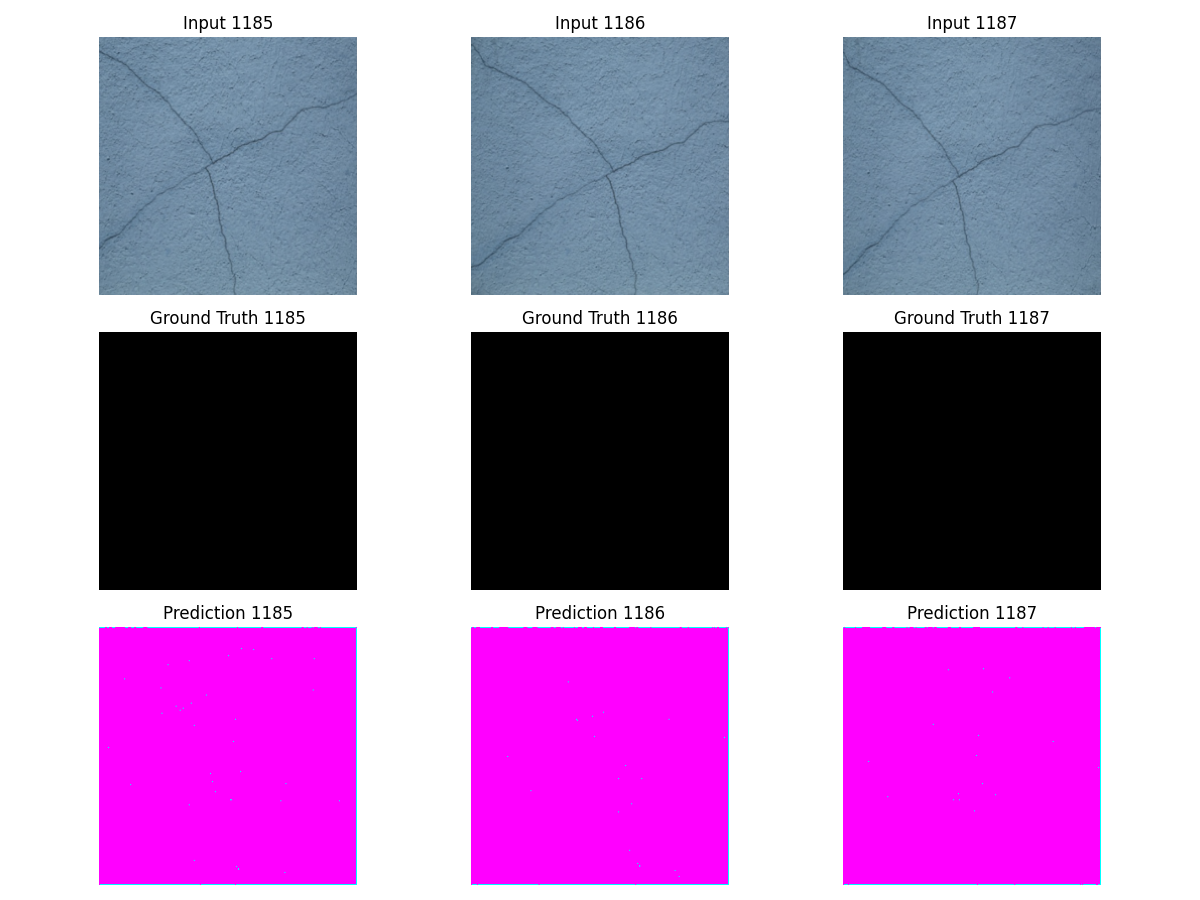 Input 1185
Input 1186
Input 1187
Ground Truth 1185
Ground Truth 1186
Ground Truth 1187
Prediction 1185
Prediction 1186
Prediction 1187